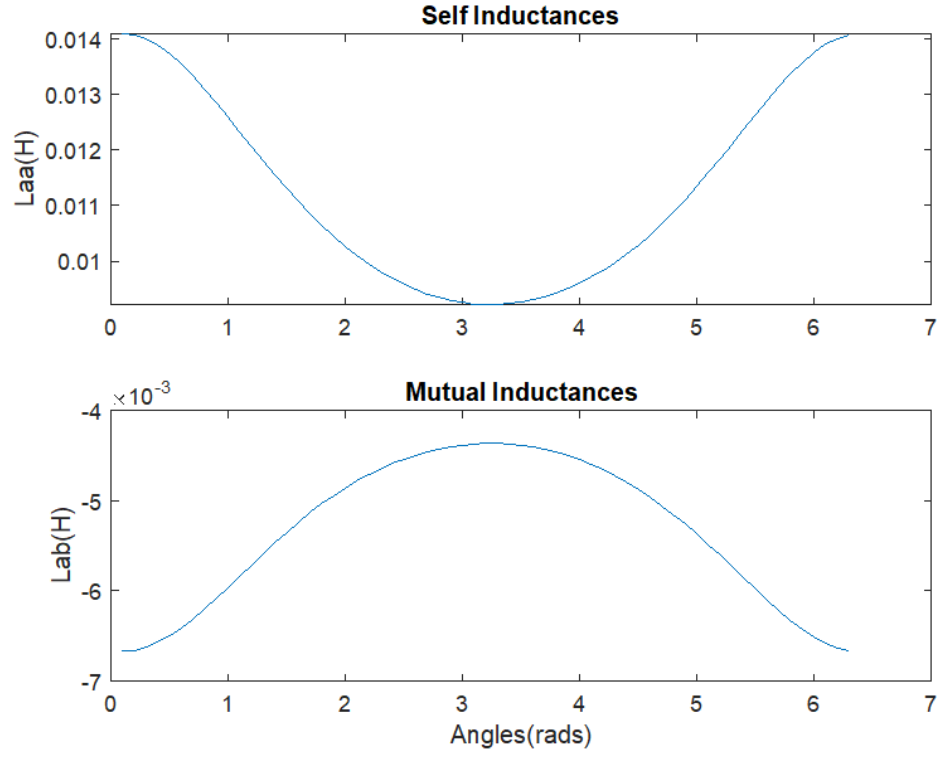 Self Inductances
0.014
0.013
0.012
0.011
0.01
Laa(H)
0 1 2 3 4 5 6 7
×10⁻³
Mutual Inductances
-4
-5
-6
-7
Lab(H)
0 1 2 3 4 5 6 7
Angles(rads)